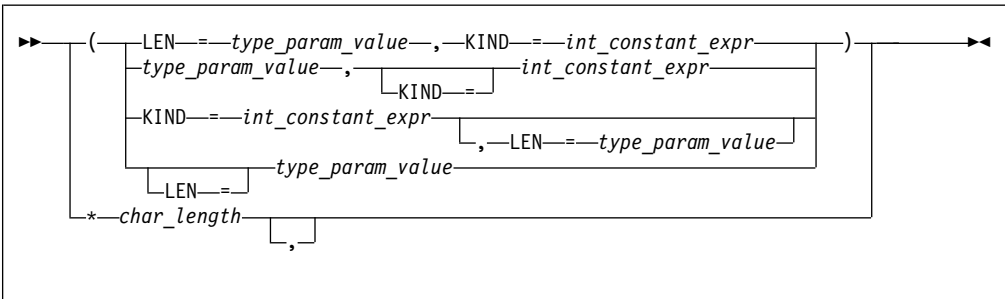 ( LEN = type_param_value , KIND = int_constant_expr )
type_param_value , int_constant_expr
KIND =
KIND = int_constant_expr
, LEN = type_param_value
type_param_value
LEN =
* char_length
,